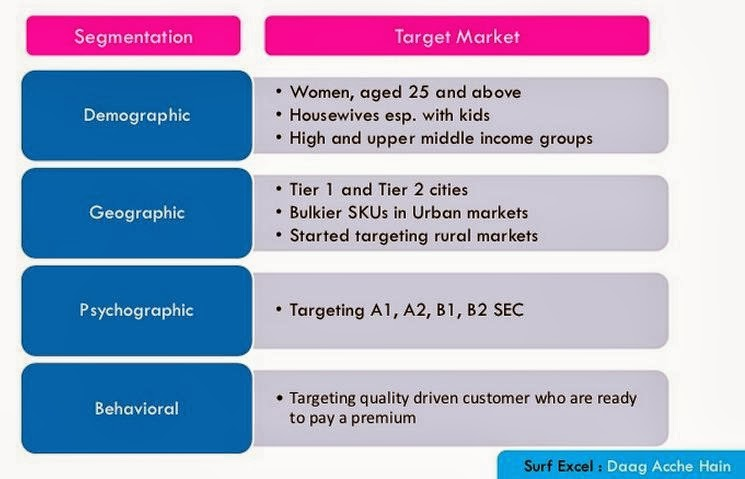 Segmentation
Target Market
Demographic
• Women, aged 25 and above
• Housewives esp. with kids
• High and upper middle income groups
Geographic
• Tier 1 and Tier 2 cities
• Bulkier SKUs in Urban markets
• Started targeting rural markets
Psychographic
• Targeting A1, A2, B1, B2 SEC
Behavioral
• Targeting quality driven customer who are ready
to pay a premium
Surf Excel : Daag Acche Hain